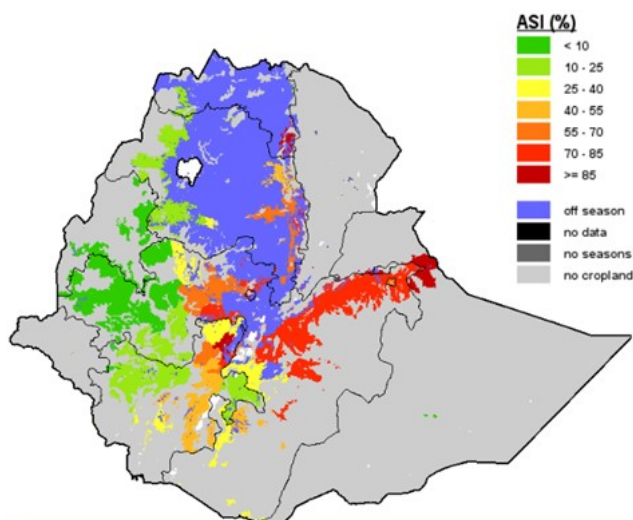 ASI (%)
< 10
10 - 25
25 - 40
40 - 55
55 - 70
70 - 85
>= 85
off season
no data
no seasons
no cropland